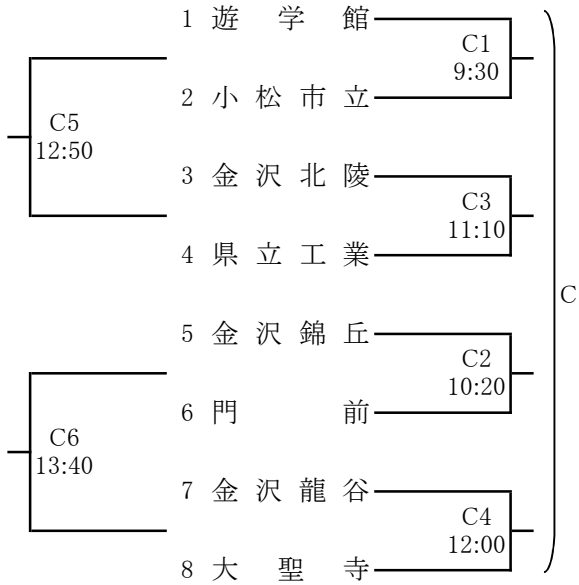 1 遊学館
C1
9:30
2 小松市立
C5
12:50
3 金沢北陵
C3
11:10
4 県立工業
C
5 金沢錦丘
C2
10:20
6 門前
C6
13:40
7 金沢龍谷
C4
12:00
8 大聖寺